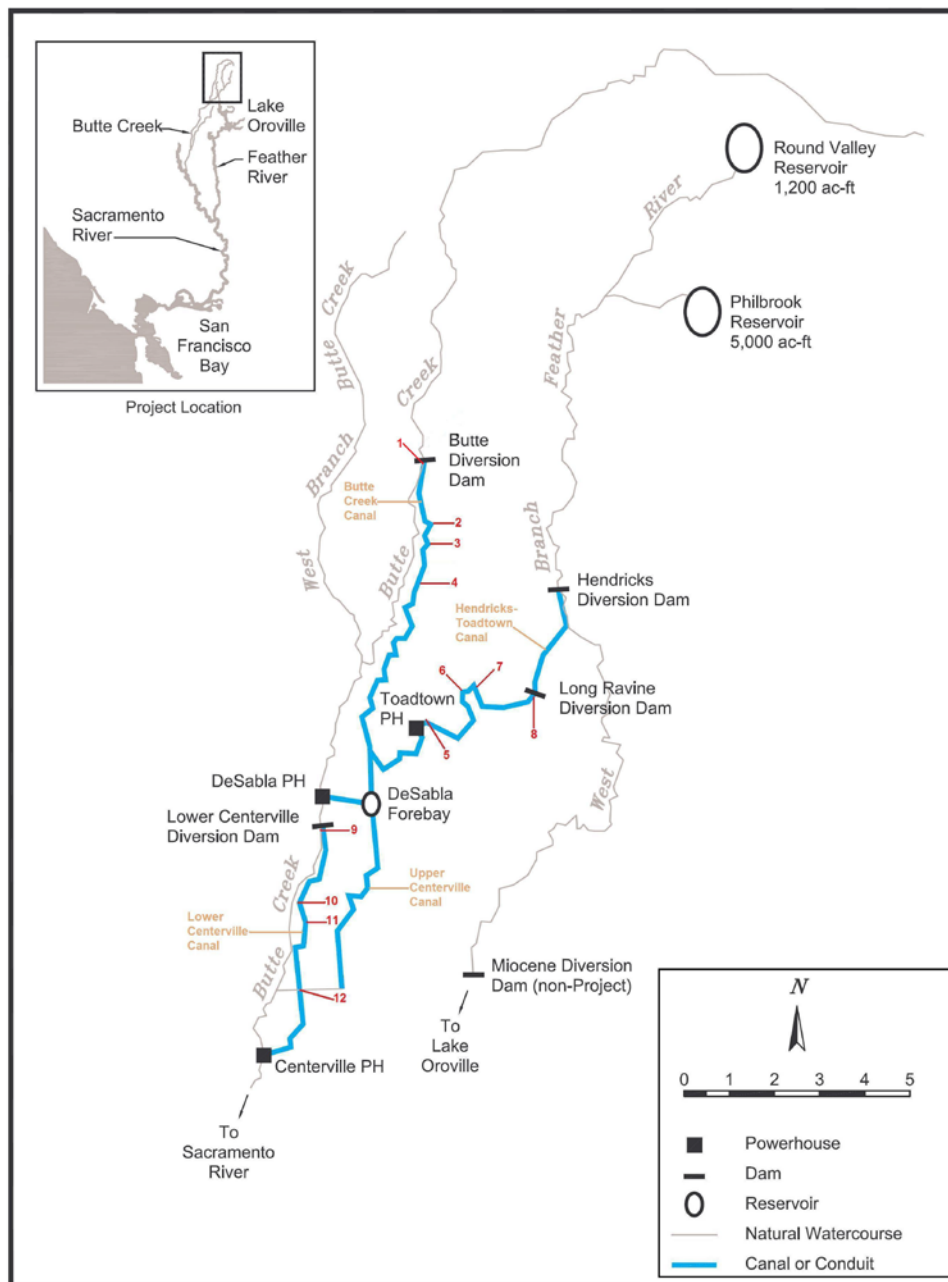 Lake
Oroville
Butte Creek
Feather
River
Sacramento
River
San
Francisco
Bay
Project Location
Round Valley
Reservoir
1,200 ac-ft
River
Philbrook
Reservoir
5,000 ac-ft
Feather
Branch
West
Butte Creek
Branch
West
Creek
Butte
1
Butte
Diversion
Dam
Butte
Creek
Canal
2
3
4
Hendricks
Diversion Dam
Hendricks-
Toadtown
Canal
6
7
Long Ravine
Diversion Dam
Toadtown
PH
5
8
DeSabla PH
DeSabla
Forebay
Lower Centerville
Diversion Dam
9
Creek
Butte
Upper
Centerville
Canal
10
11
Lower
Centerville
Canal
12
Miocene Diversion
Dam (non-Project)
To
Lake
Oroville
Centerville PH
To
Sacramento
River
N
0 1 2 3 4 5
Powerhouse
Dam
Reservoir
Natural Watercourse
Canal or Conduit